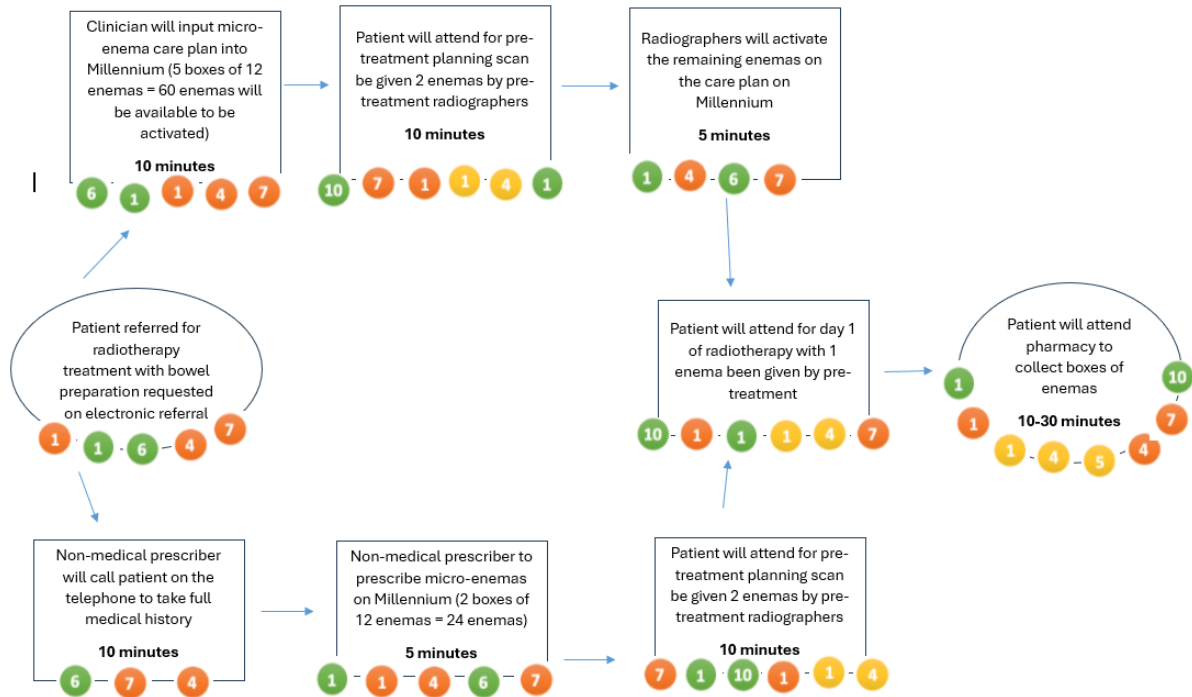 Clinician will input micro-
enema care plan into
Millennium (5 boxes of 12
enemas = 60 enemas will
be available to be
activated)
10 minutes
6 1 1 4 7
Patient will attend for pre-
treatment planning scan
be given 2 enemas by pre-
treatment radiographers
10 minutes
10 7 1 1 4 1
Radiographers will activate
the remaining enemas on
the care plan on
Millennium
5 minutes
1 4 6 7
Patient referred for
radiotherapy
treatment with bowel
preparation requested
on electronic referral
1 1 6 4 7
Patient will attend for day 1
of radiotherapy with 1
enema been given by pre-
treatment
10 1 1 1 4 7
Patient will attend
pharmacy to
collect boxes of
enemas
10-30 minutes
1 1 1 4 5 4 7 10
Non-medical prescriber
will call patient on the
telephone to take full
medical history
10 minutes
6 7 4
Non-medical prescriber to
prescribe micro-enemas
on Millennium (2 boxes of
12 enemas = 24 enemas)
5 minutes
1 1 4 6 7
Patient will attend for pre-
treatment planning scan
be given 2 enemas by pre-
treatment radiographers
10 minutes
7 1 10 1 1 4